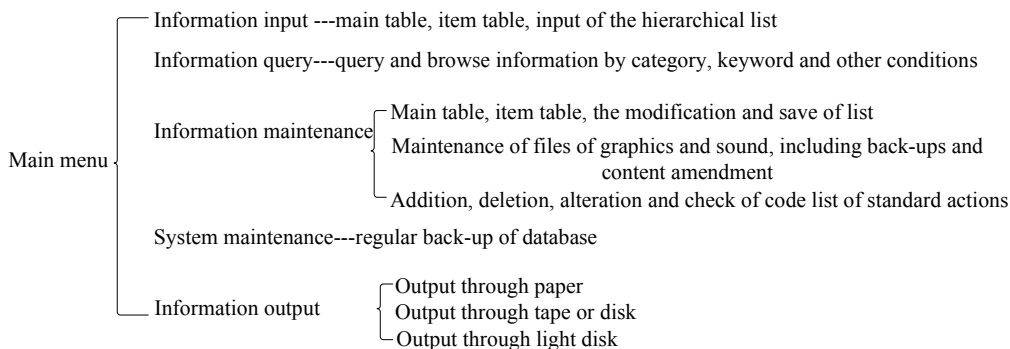 Information input ---main table, item table, input of the hierarchical list
Information query---query and browse information by category, keyword and other conditions
Main table, item table, the modification and save of list
Information maintenance
Maintenance of files of graphics and sound, including back-ups and
Main menu
content amendment
Addition, deletion, alteration and check of code list of standard actions
System maintenance---regular back-up of database
Output through paper
Information output
Output through tape or disk
Output through light disk